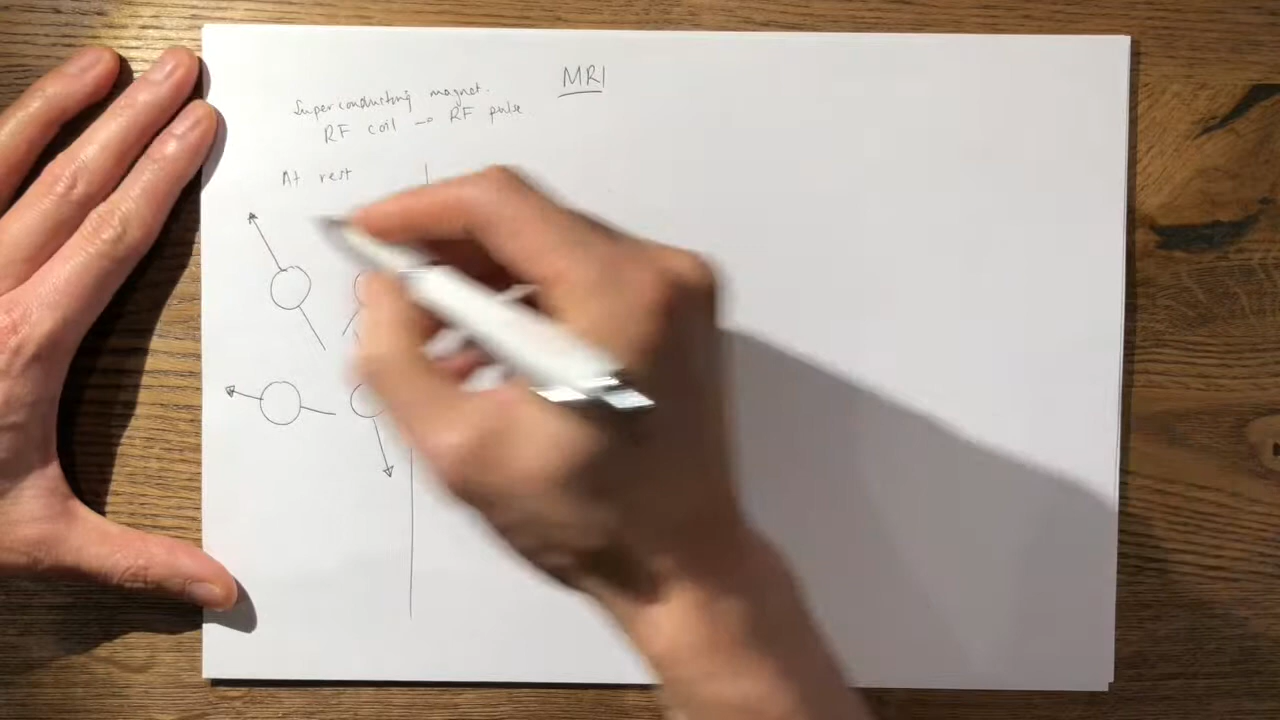 MRI
Superconducting magnet.
RF coil → RF pulse
At rest